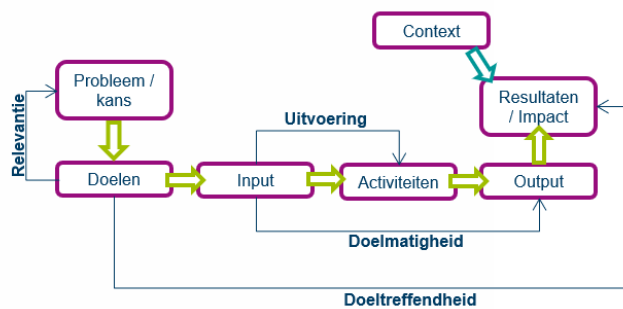 Context
Probleem /
kans
Resultaten
/ Impact
Relevantie
Uitvoering
Doelen
Input
Activiteiten
Output
Doelmatigheid
Doeltreffendheid